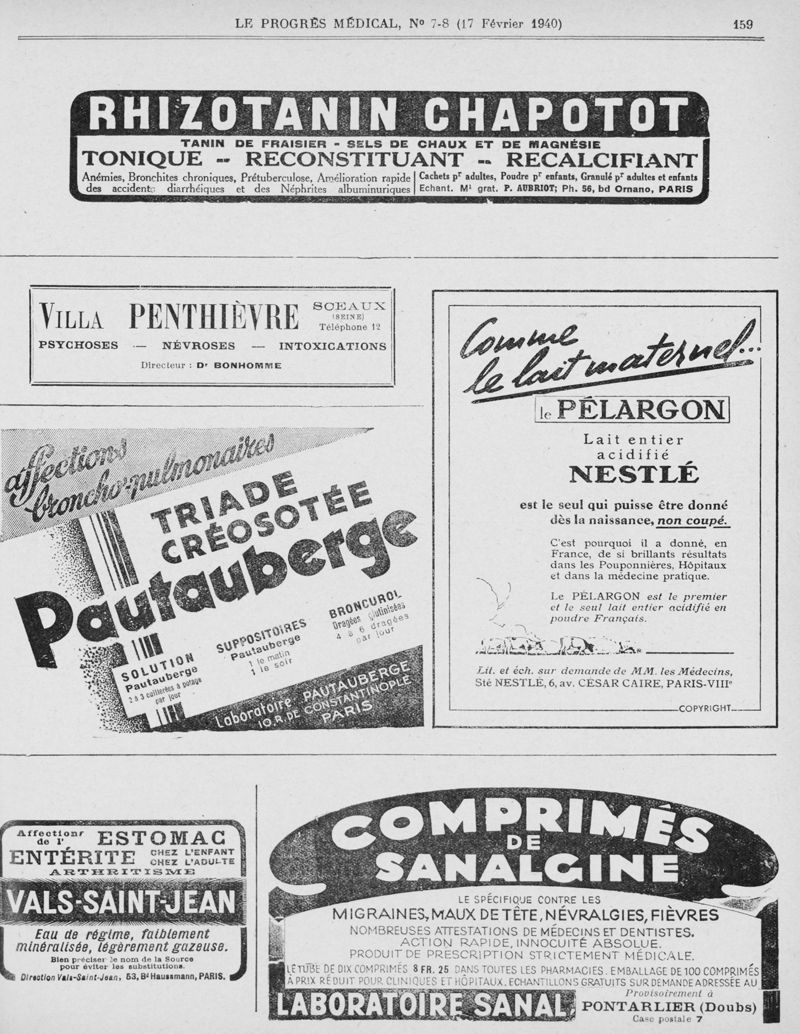 LE PROGRÈS MÉDICAL, No 7-8 (17 Février 1940)
159
RHIZOTANIN CHAPOTOT
TANIN DE FRAISIER - SELS DE CHAUX ET DE MAGNÉSIE
TONIQUE -- RECONSTITUANT -- RECALCIFIANT
Anémies, Bronchites chroniques, Prétuberculose, Amélioration rapide
des accidents diarrhéiques et des Néphrites albuminuriques
Cachets pr adultes, Poudre pr enfants, Granulé pr adultes et enfants
Echant. Ml grat. P. AUBRIOT; Ph. 56, bd Ornano, PARIS
VILLA PENTHIÈVRE
SCEAUX
(SEINE)
Téléphone 12
PSYCHOSES — NÉVROSES — INTOXICATIONS
Directeur : Dr BONHOMME
affections
broncho-pulmonaires
TRIADE
CRÉOSOTÉE
Pautauberge
SOLUTION
Pautauberge
2 à 3 cuillerées à potage
par jour
SUPPOSITOIRES
Pautauberge
1 le matin
1 le soir
BRONCUROL
Dragées glutinisées
4 à 6 dragées
par jour
Laboratoire PAUTAUBERGE
10, R. DE CONSTANTINOPLE
PARIS
Comme
le lait maternel...
le PÉLARGON
Lait entier
acidifié
NESTLÉ
est le seul qui puisse être donné
dès la naissance, non coupé.
C'est pourquoi il a donné, en
France, de si brillants résultats
dans les Pouponnières, Hôpitaux
et dans la médecine pratique.
Le PÉLARGON est le premier
et le seul lait entier acidifié en
poudre Français.
Lit. et éch. sur demande de MM. les Médecins,
Sté NESTLÉ, 6, av. CÉSAR CAIRE, PARIS-VIIIe
COPYRIGHT
Affections
de l'
ESTOMAC
ENTÉRITE
CHEZ L'ENFANT
CHEZ L'ADULTE
ARTHRITISME
VALS-SAINT-JEAN
Eau de régime, faiblement
minéralisée, légèrement gazeuse.
Bien préciser le nom de la Source
pour éviter les substitutions.
Direction Vals-Saint-Jean, 53, Bd Haussmann, PARIS.
COMPRIMÉS
DE
SANALGINE
LE SPÉCIFIQUE CONTRE LES
MIGRAINES, MAUX DE TÊTE, NÉVRALGIES, FIÈVRES
NOMBREUSES ATTESTATIONS DE MÉDECINS ET DENTISTES.
ACTION RAPIDE, INNOCUITÉ ABSOLUE.
PRODUIT DE PRESCRIPTION STRICTEMENT MÉDICALE.
LE TUBE DE DIX COMPRIMÉS 8 FR. 25 DANS TOUTES LES PHARMACIES. EMBALLAGE DE 100 COMPRIMÉS
A PRIX RÉDUIT POUR CLINIQUES ET HÔPITAUX. ECHANTILLONS GRATUITS SUR DEMANDE ADRESSÉE AU
LABORATOIRE SANAL
Provisoirement à
PONTARLIER (Doubs)
Case postale 7